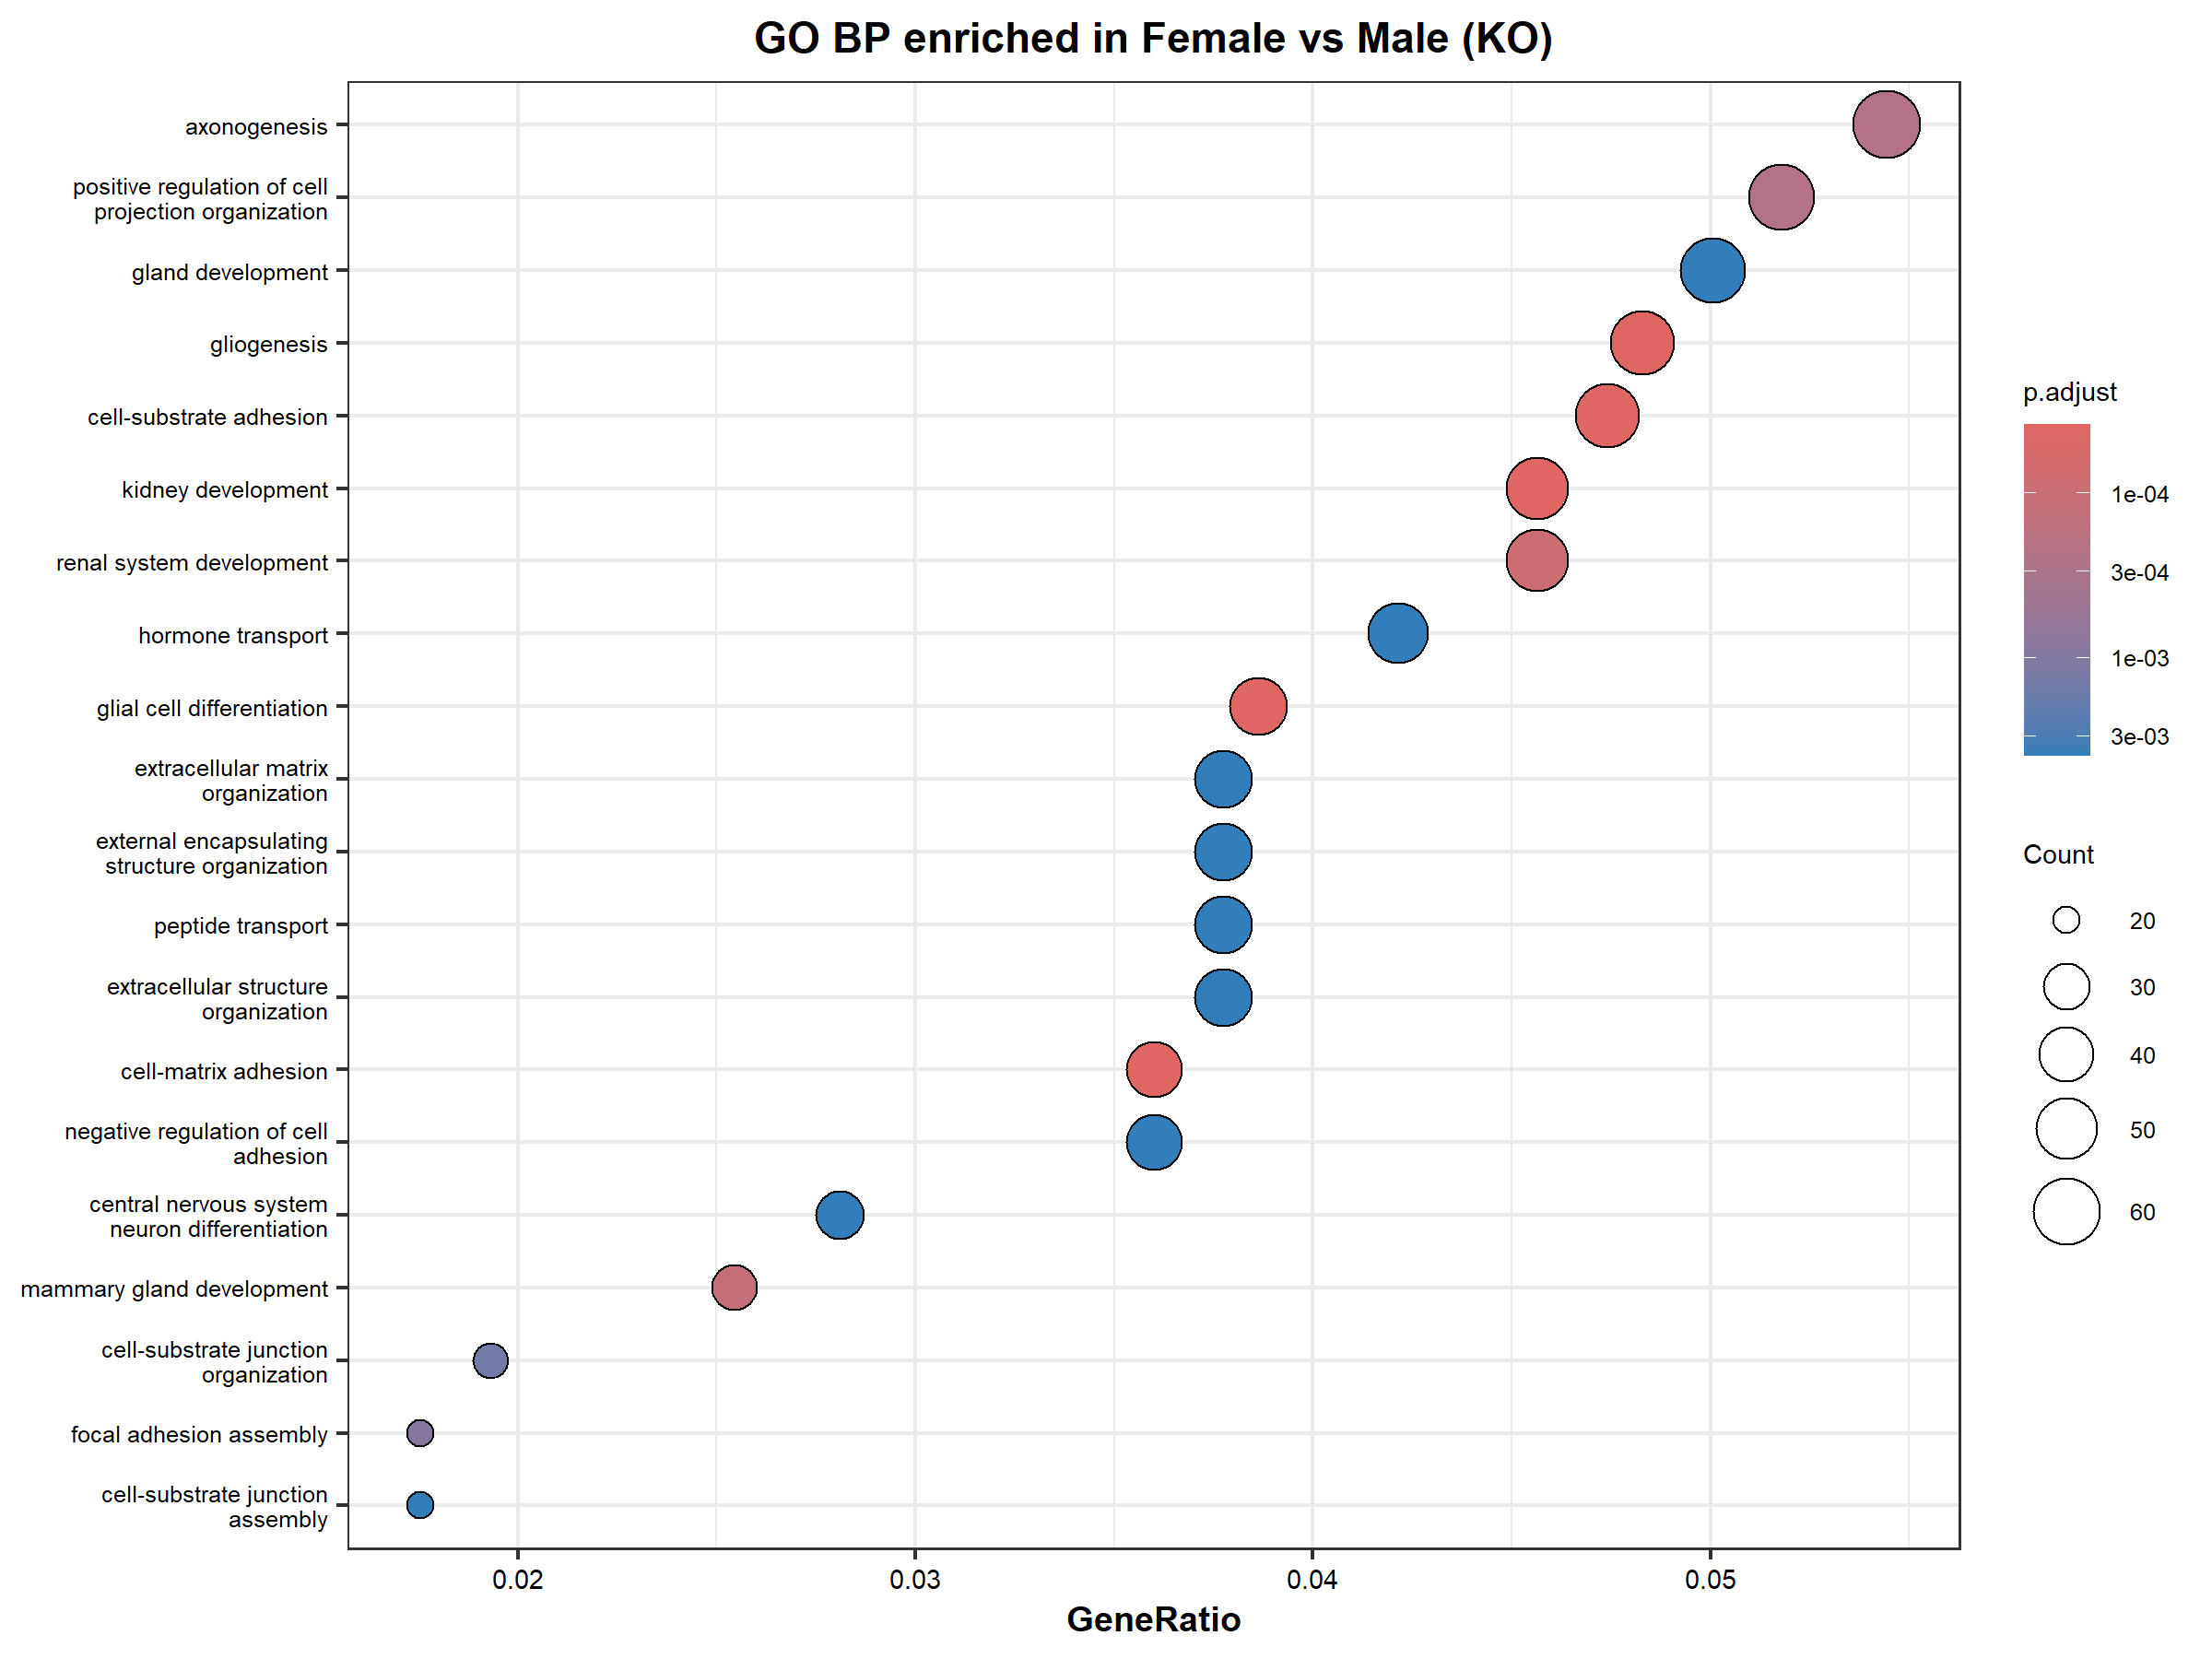 GO BP enriched in Female vs Male (KO)
axonogenesis
positive regulation of cell
projection organization
gland development
gliogenesis
cell-substrate adhesion
kidney development
renal system development
hormone transport
glial cell differentiation
extracellular matrix
organization
external encapsulating
structure organization
peptide transport
extracellular structure
organization
cell-matrix adhesion
negative regulation of cell
adhesion
central nervous system
neuron differentiation
mammary gland development
cell-substrate junction
organization
focal adhesion assembly
cell-substrate junction
assembly
0.02
0.03
0.04
0.05
GeneRatio
p.adjust
1e-04
3e-04
1e-03
3e-03
Count
20
30
40
50
60